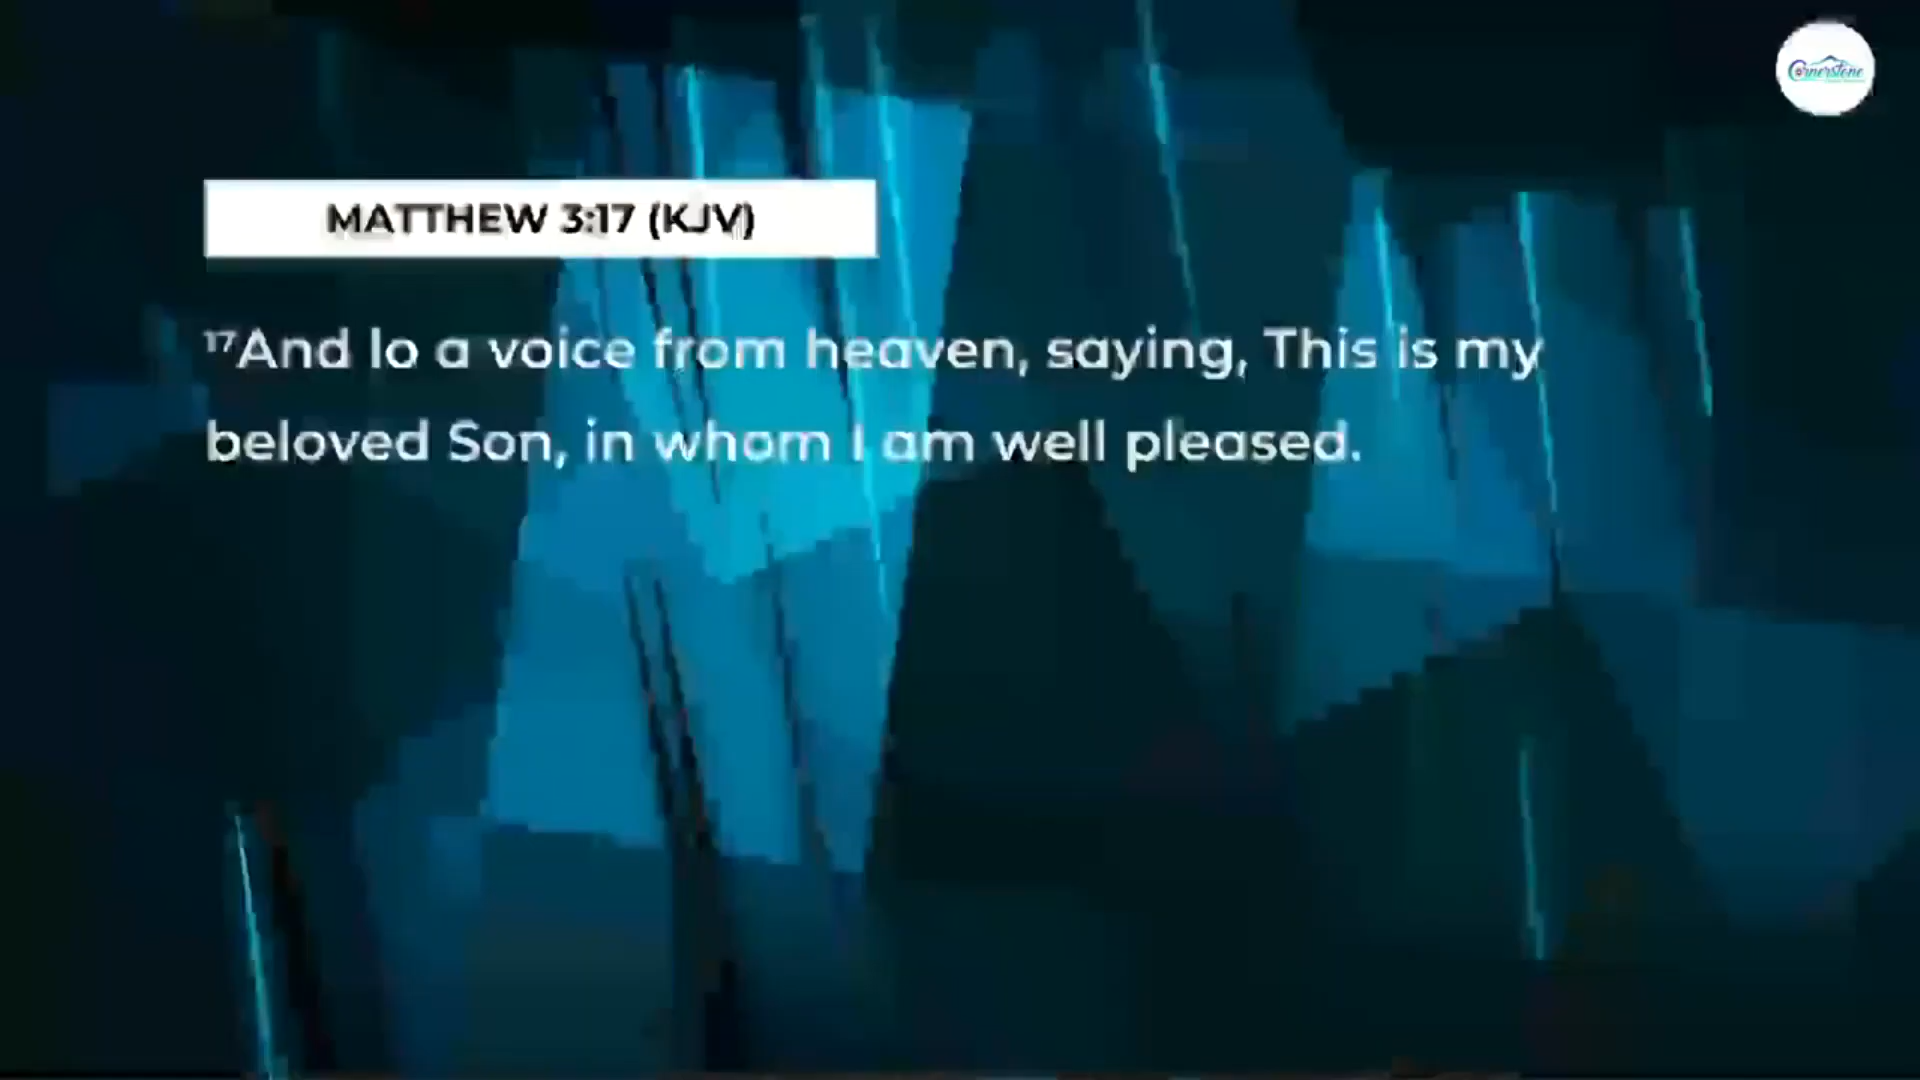 Cornerstone
MATTHEW 3:17 (KJV)
¹⁷And lo a voice from heaven, saying, This is my
beloved Son, in whom I am well pleased.